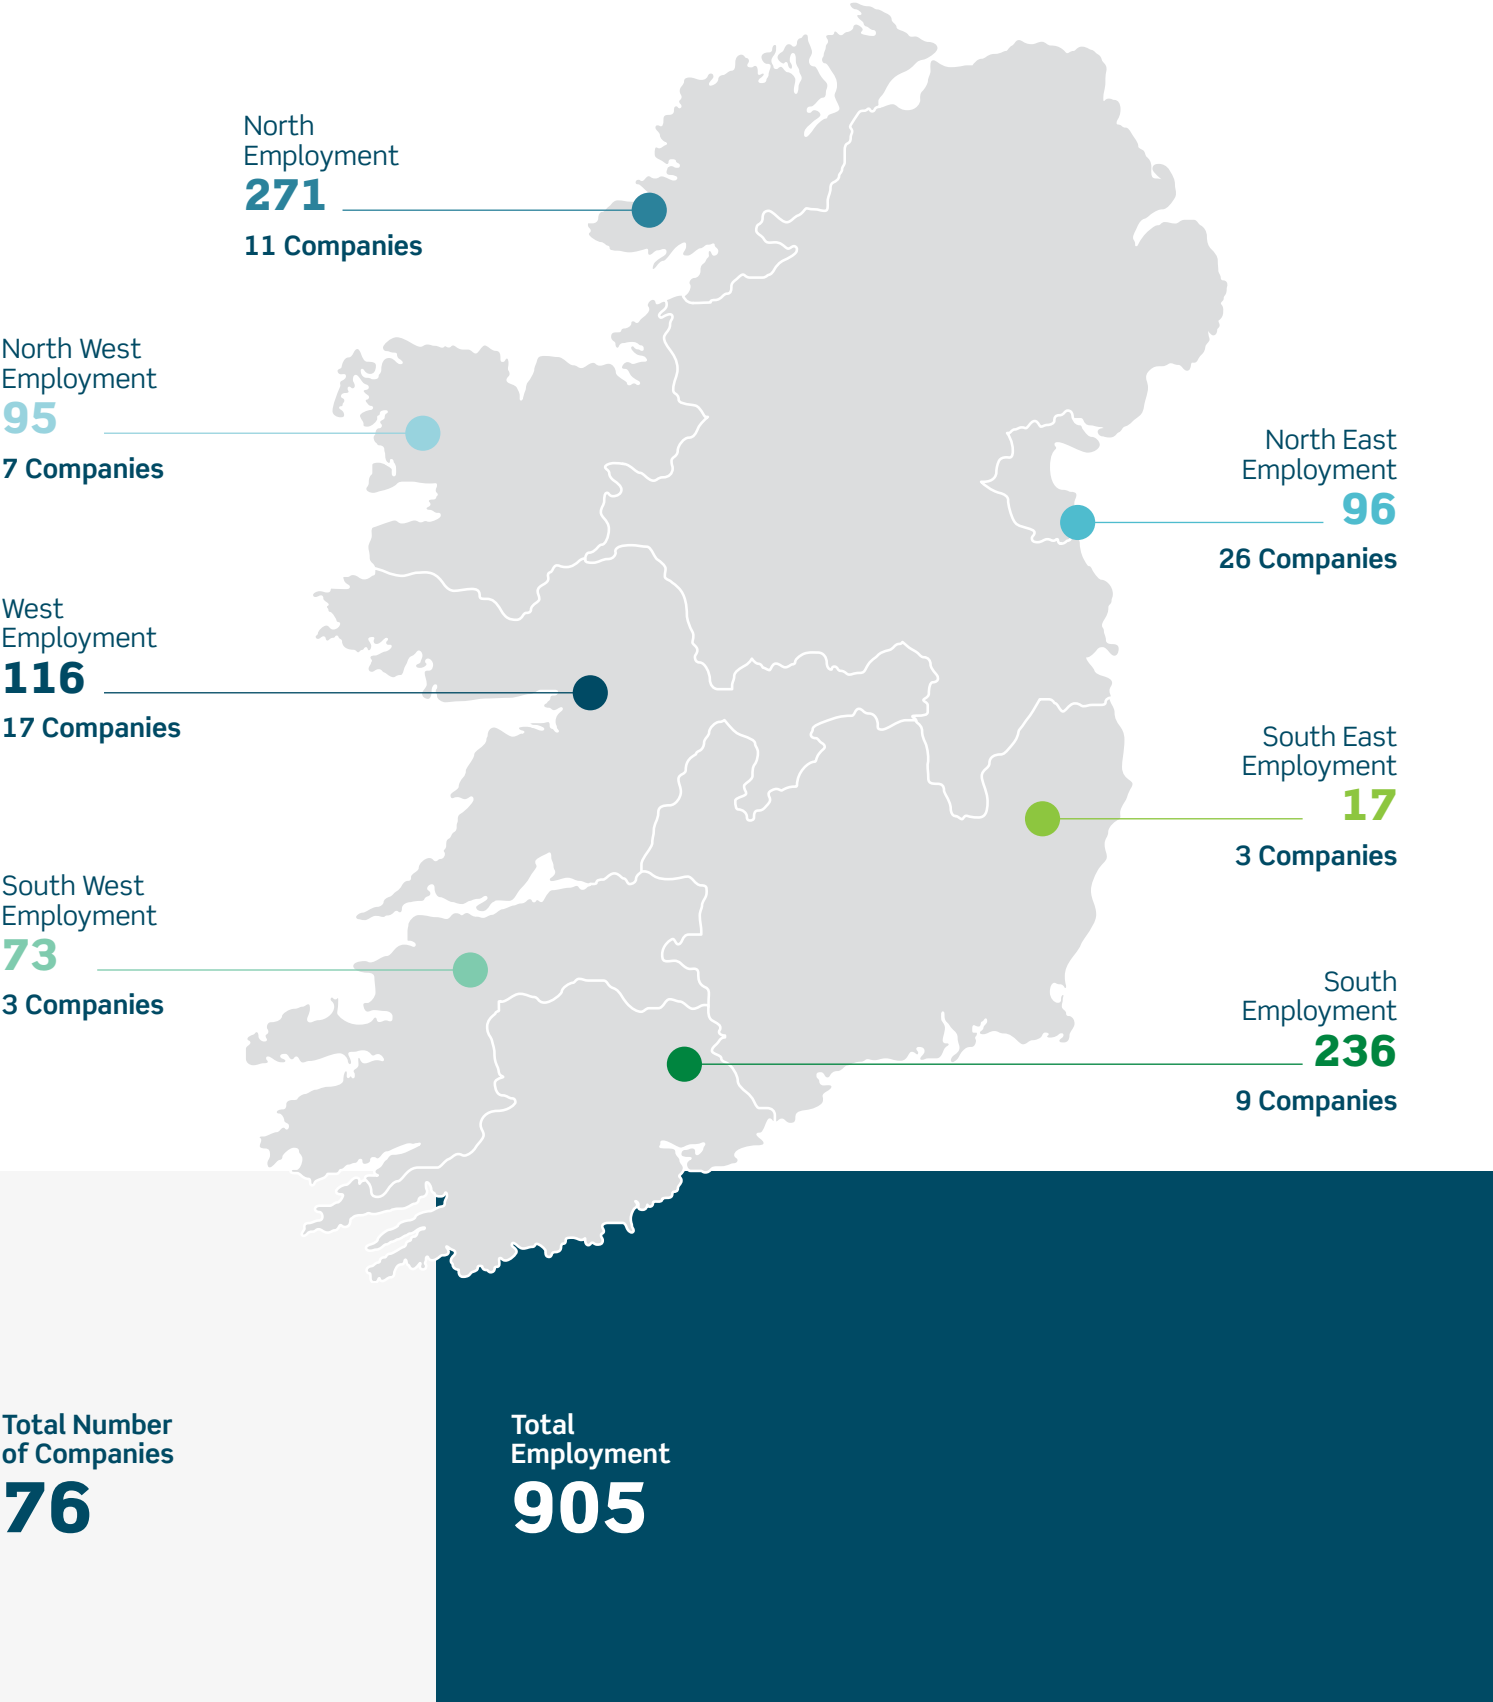 North
Employment
271
11 Companies
North West
Employment
95
7 Companies
North East
Employment
96
26 Companies
West
Employment
116
17 Companies
South East
Employment
17
3 Companies
South West
Employment
73
3 Companies
South
Employment
236
9 Companies
Total Number
of Companies
76
Total
Employment
905